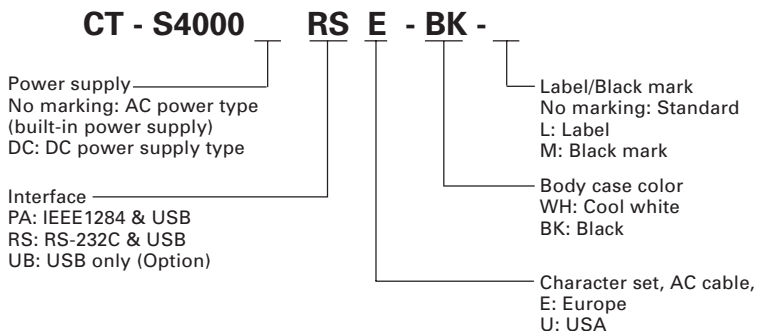 CT - S4000 _ RS E - BK - _
Power supply
No marking: AC power type
(built-in power supply)
DC: DC power supply type
Interface
PA: IEEE1284 & USB
RS: RS-232C & USB
UB: USB only (Option)
Label/Black mark
No marking: Standard
L: Label
M: Black mark
Body case color
WH: Cool white
BK: Black
Character set, AC cable,
E: Europe
U: USA